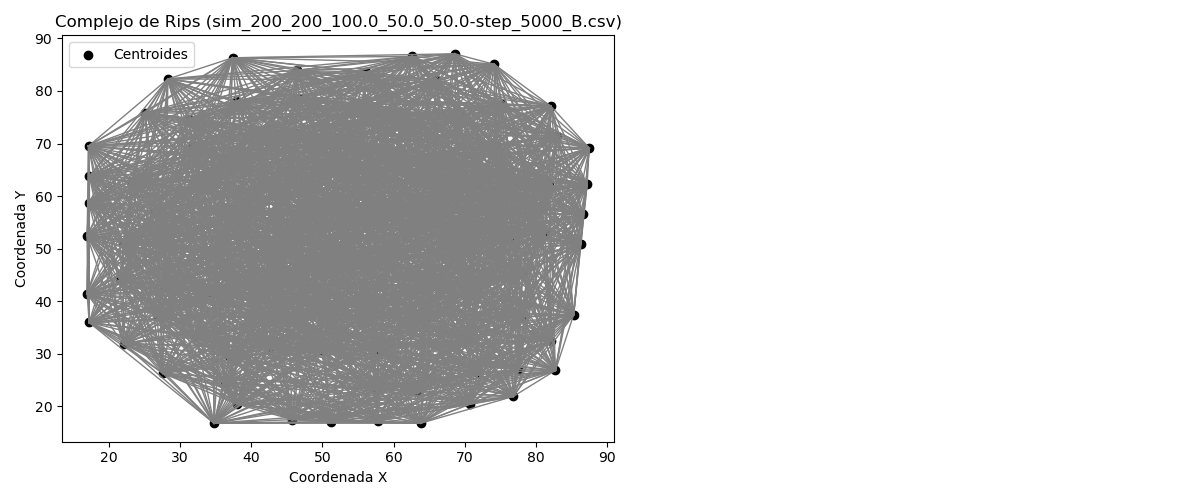 Complejo de Rips (sim_200_200_100.0_50.0_50.0-step_5000_B.csv)
Centroides
90
80
70
60
50
40
30
20
Coordenada Y
20 30 40 50 60 70 80 90
Coordenada X